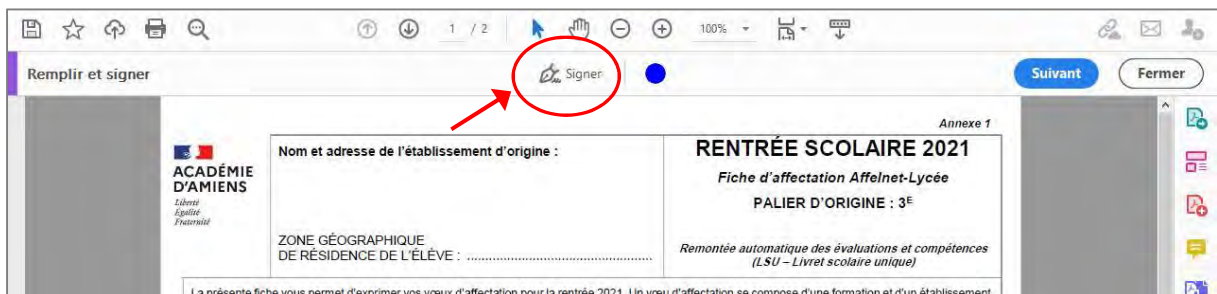 1 / 2
100%
Remplir et signer
Signer
Suivant
Fermer
Annexe 1
ACADÉMIE
D'AMIENS
Liberté
Égalité
Fraternité
Nom et adresse de l'établissement d'origine :
ZONE GÉOGRAPHIQUE
DE RÉSIDENCE DE L'ÉLÈVE : ....................................................
RENTRÉE SCOLAIRE 2021
Fiche d'affectation Affelnet-Lycée
PALIER D'ORIGINE : 3E
Remontée automatique des évaluations et compétences
(LSU – Livret scolaire unique)
La présente fiche vous permet d'exprimer vos vœux d'affectation pour la rentrée 2021. Un vœu d'affectation se compose d'une formation et d'un établissement